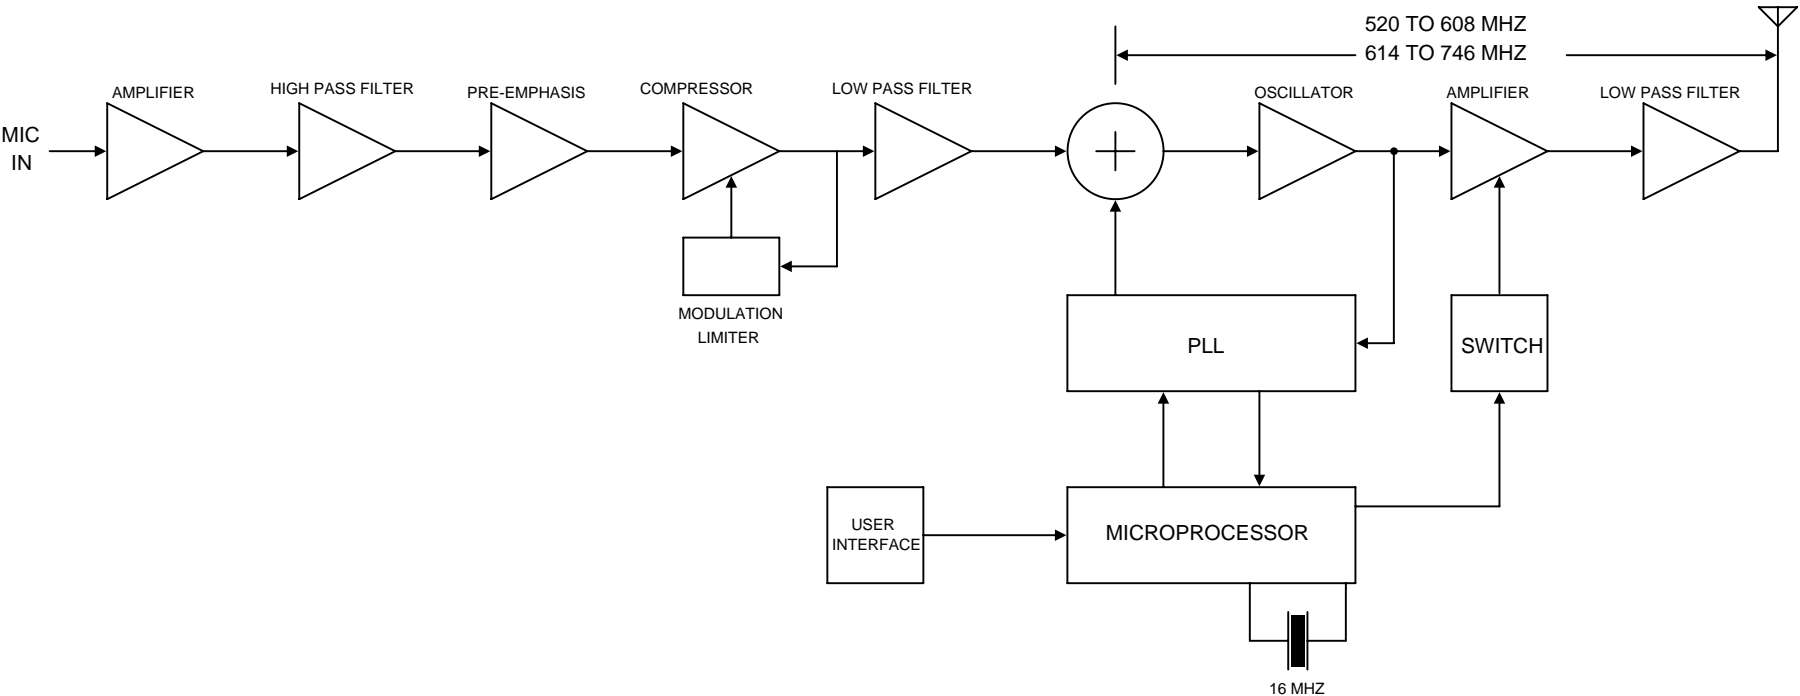 520 TO 608 MHZ
614 TO 746 MHZ
AMPLIFIER
HIGH PASS FILTER
PRE-EMPHASIS
COMPRESSOR
LOW PASS FILTER
OSCILLATOR
AMPLIFIER
LOW PASS FILTER
MIC
IN
MODULATION
LIMITER
PLL
SWITCH
USER
INTERFACE
MICROPROCESSOR
16 MHZ